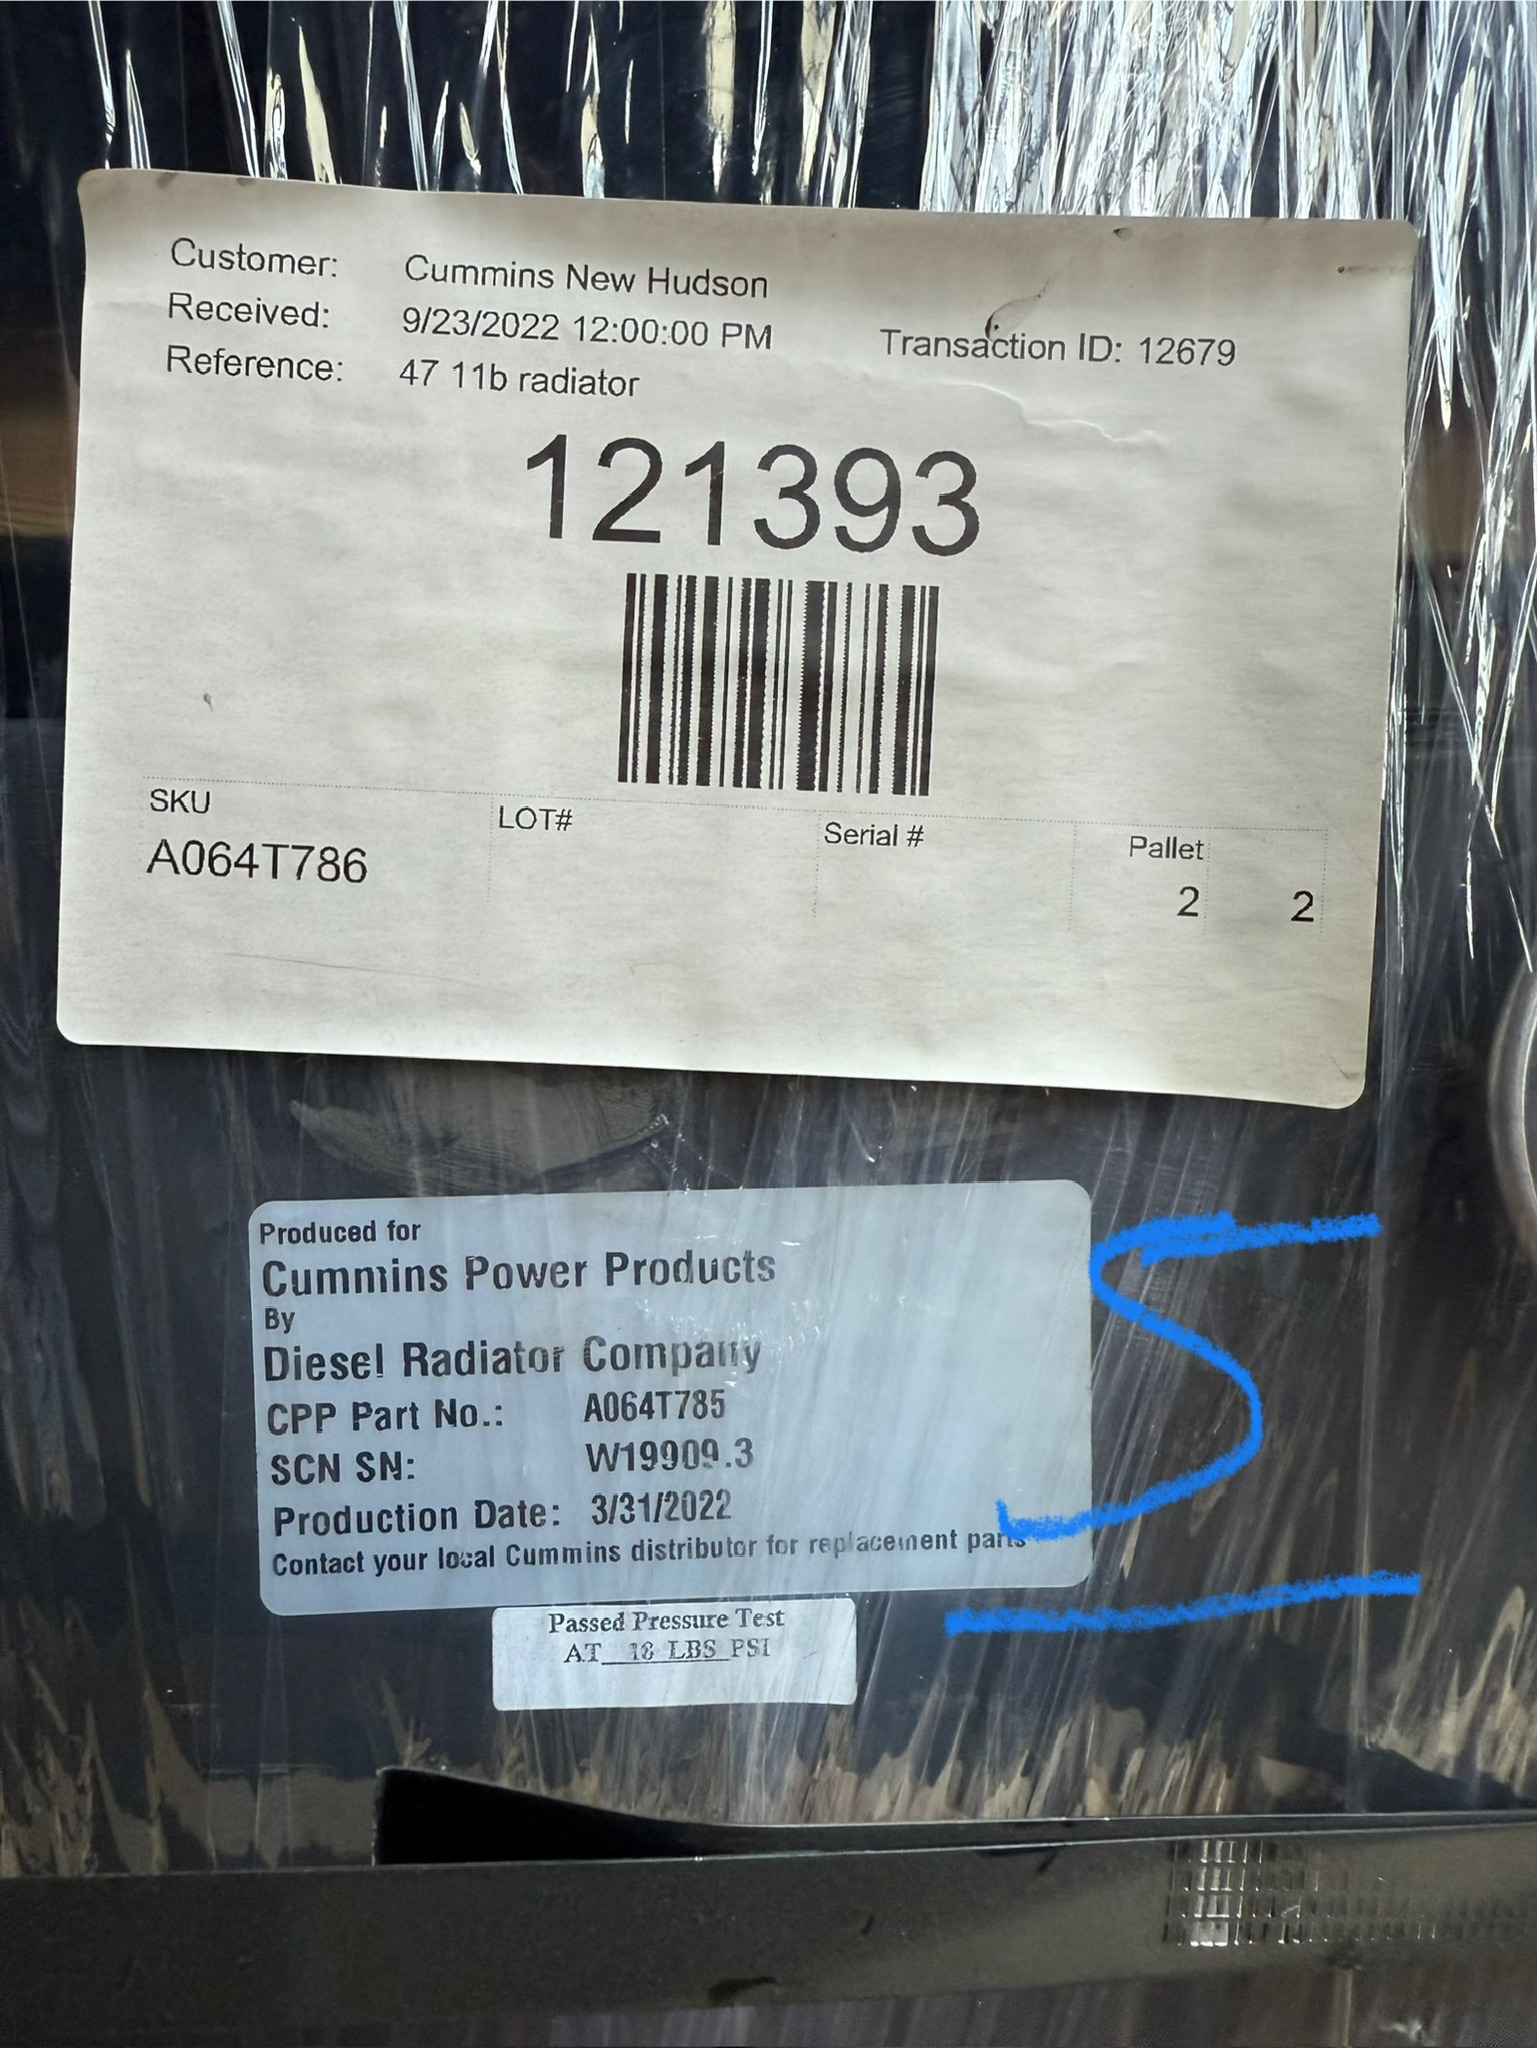 Customer: Cummins New Hudson
Received: 9/23/2022 12:00:00 PM Transaction ID: 12679
Reference: 47 11b radiator
121393
SKU LOT# Serial # Pallet
A064T786 2 2
Produced for
Cummins Power Products
By
Diesel Radiator Company
CPP Part No.: A064T785
SCN SN: W19909.3
Production Date: 3/31/2022
Contact your local Cummins distributor for replacement parts
5
Passed Pressure Test
AT 18 LBS PSI